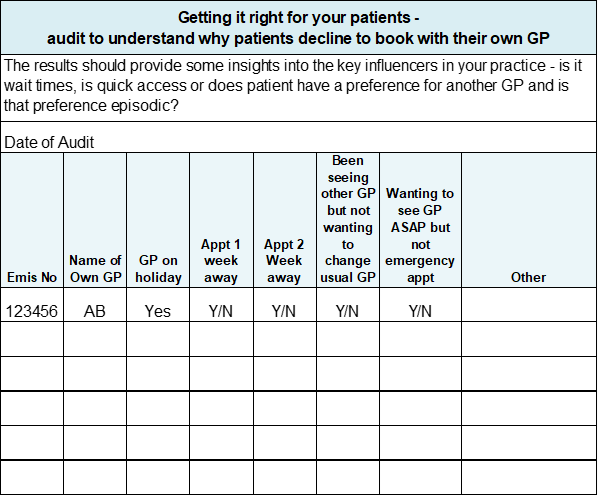 Getting it right for your patients -
audit to understand why patients decline to book with their own GP
The results should provide some insights into the key influencers in your practice - is it
wait times, is quick access or does patient have a preference for another GP and is
that preference episodic?
Date of Audit
Emis No
Name of
Own GP
GP on
holiday
Appt 1
week
away
Appt 2
Week
away
Been
seeing
other GP
but not
wanting
to
change
usual GP
Wanting to
see GP
ASAP but
not
emergency
appt
Other
123456 AB Yes Y/N Y/N Y/N Y/N